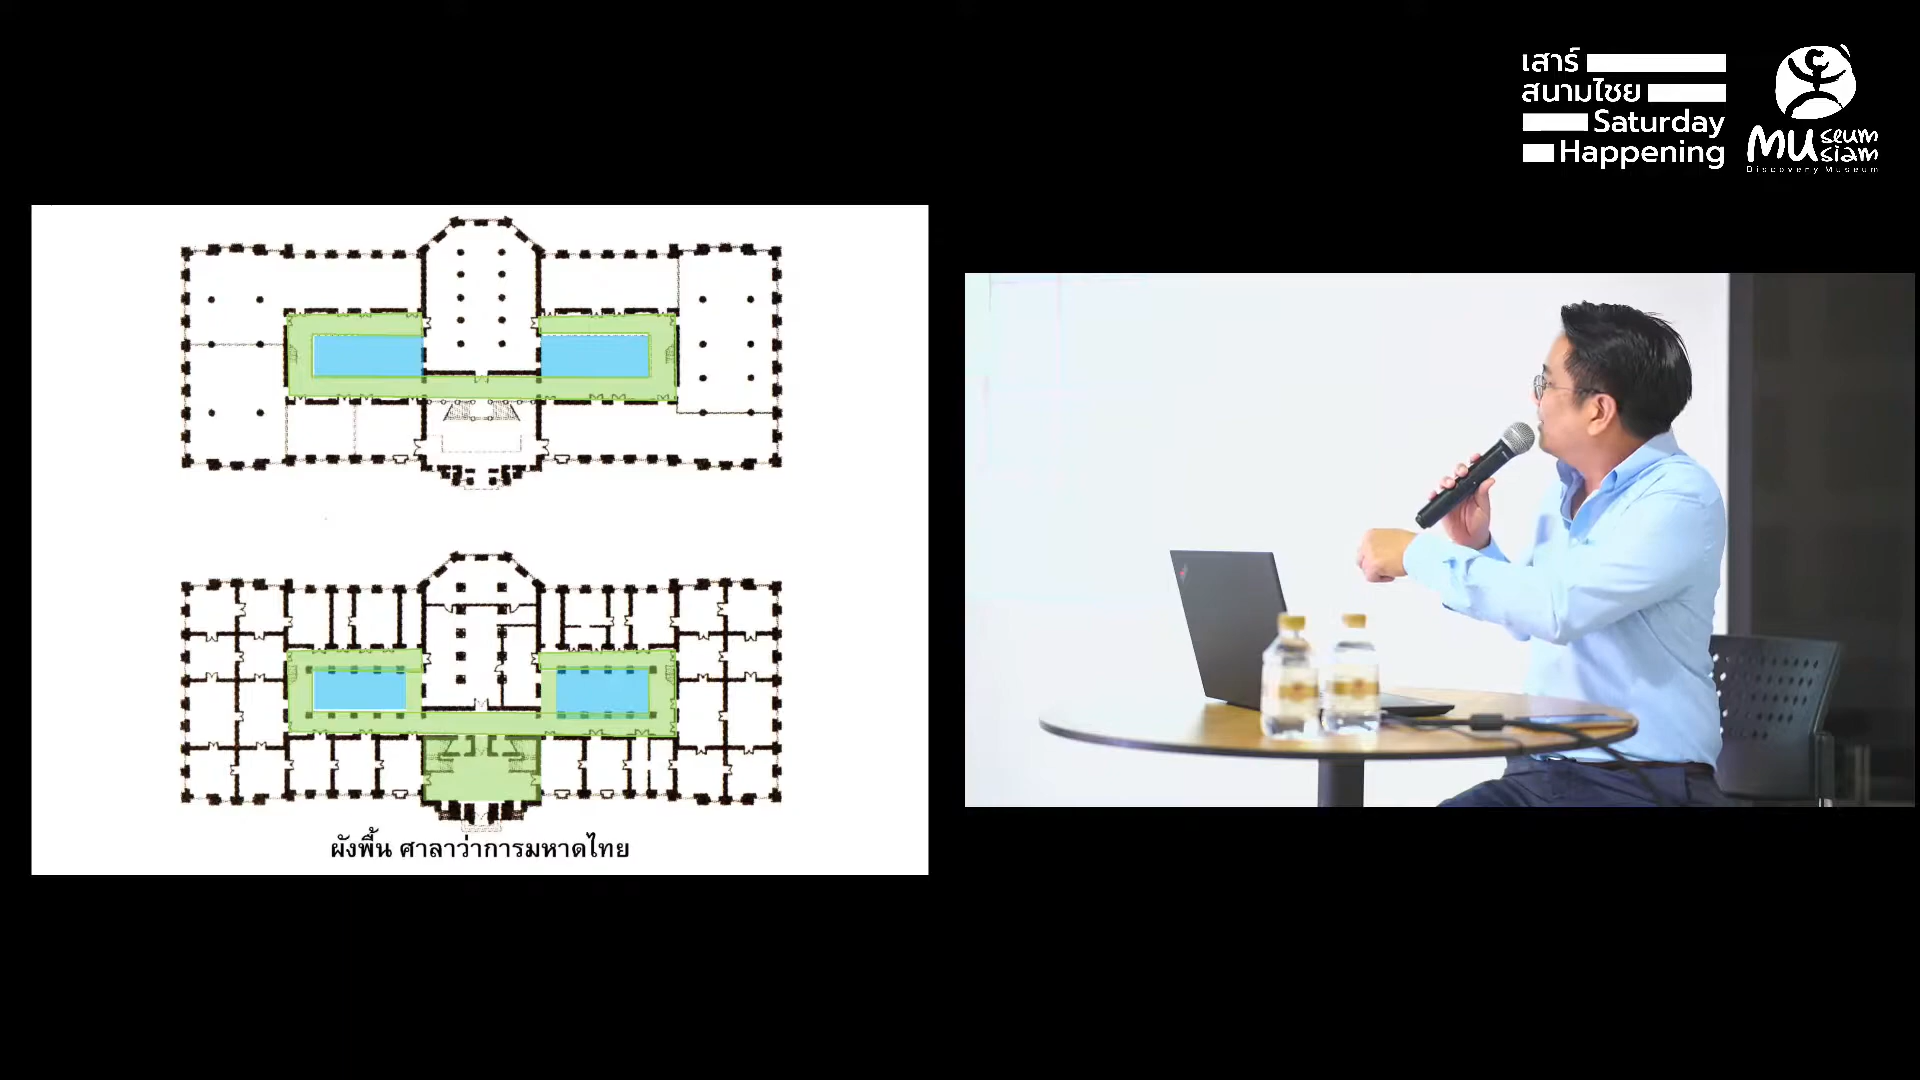 เสาร์
สนามไชย
Saturday
Happening
MUseum
siam
Discovery Museum
ผังพื้น ศาลาว่าการมหาดไทย